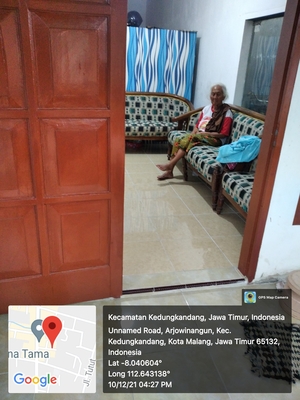 GPS Map Camera
Kecamatan Kedungkandang, Jawa Timur, Indonesia
Unnamed Road, Arjowinangun, Kec.
Kedungkandang, Kota Malang, Jawa Timur 65132,
Indonesia
Lat -8.040604°
Long 112.643138°
10/12/21 04:27 PM
na Tama
Jl. Tutut
Google